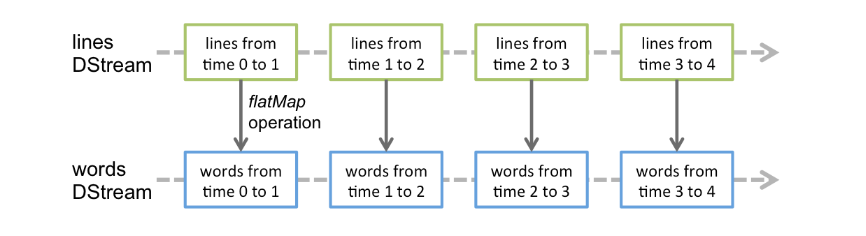 lines
DStream
lines from
time 0 to 1
lines from
time 1 to 2
lines from
time 2 to 3
lines from
time 3 to 4
flatMap
operation
words
DStream
words from
time 0 to 1
words from
time 1 to 2
words from
time 2 to 3
words from
time 3 to 4